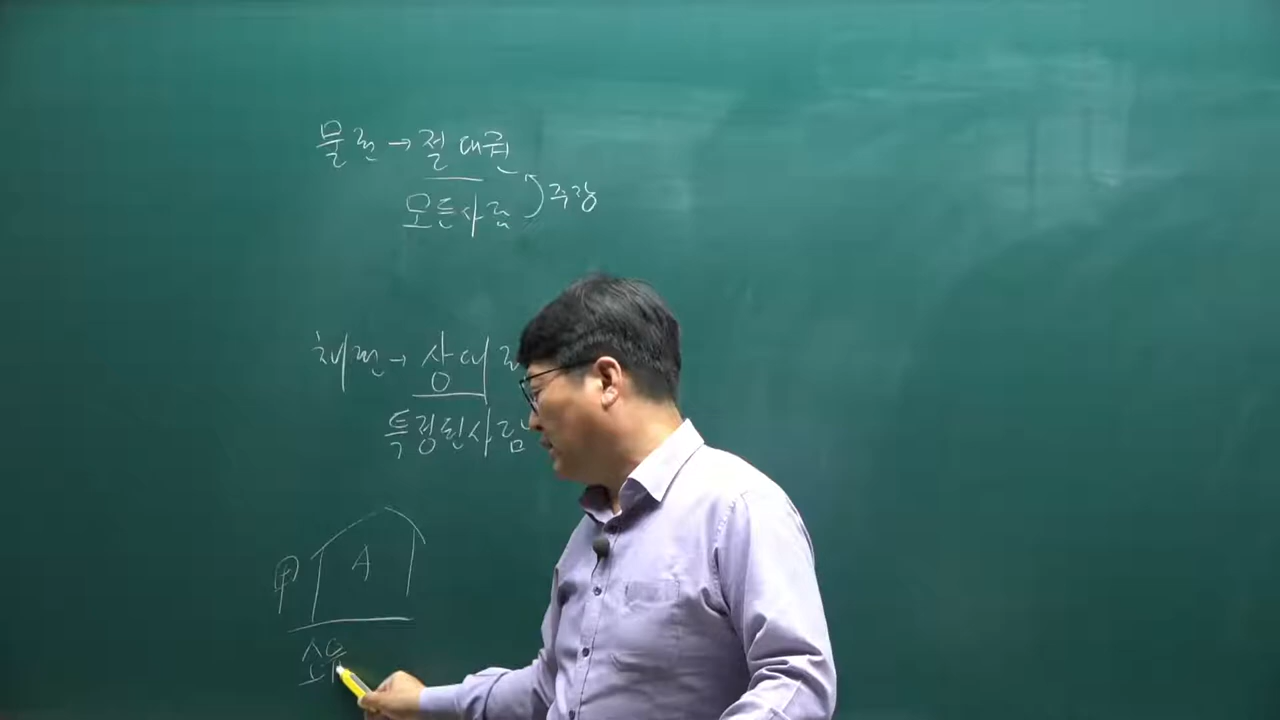 물권 → 절대권
모든사람 주장
채권 → 상대
특정된사람
甲 A
소유